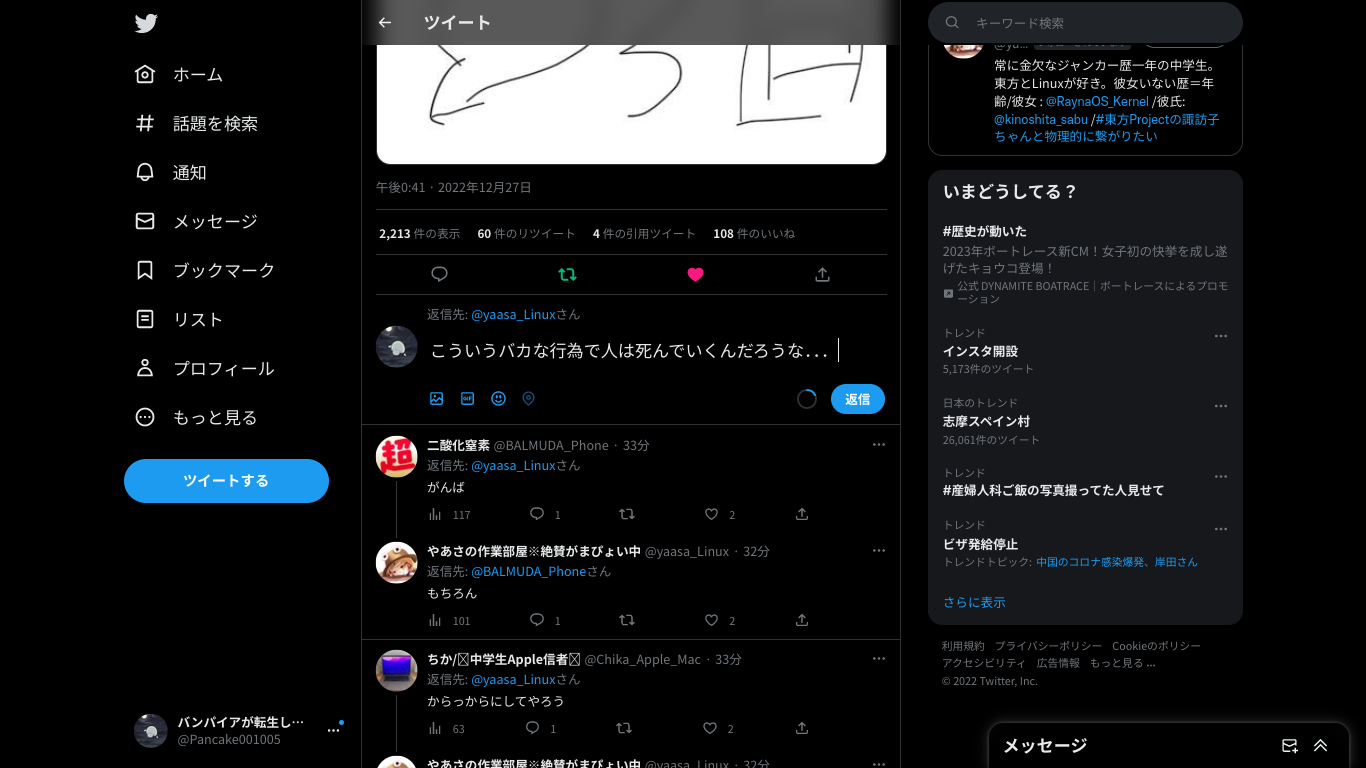 ホーム
話題を検索
通知
メッセージ
ブックマーク
リスト
プロフィール
もっと見る
ツイートする
バンパイアが転生し…
@Pancake001005
ツイート
午後0:41 · 2022年12月27日
2,213 件の表示 60 件のリツイート 4 件の引用ツイート 108 件のいいね
返信先: @yaasa_Linuxさん
こういうバカな行為で人は死んでいくんだろうな...
GIF
返信
超
二酸化窒素 @BALMUDA_Phone · 33分
返信先: @yaasa_Linuxさん
がんば
117 1 2
やあさの作業部屋※絶賛がまぴょい中 @yaasa_Linux · 32分
返信先: @BALMUDA_Phoneさん
もちろん
101 1 2
ちか/中学生Apple信者 @Chika_Apple_Mac · 33分
返信先: @yaasa_Linuxさん
からっからにしてやろう
63 1 2
やあさの作業部屋※絶賛がまぴょい中 @yaasa_Linux · 32分
キーワード検索
@ya...
常に金欠なジャンカー歴一年の中学生。
東方とLinuxが好き。彼女いない歴＝年
齢/彼女 : @RaynaOS_Kernel /彼氏:
@kinoshita_sabu /#東方Projectの諏訪子
ちゃんと物理的に繋がりたい
いまどうしてる？
#歴史が動いた
2023年ボートレース新CM！女子初の快挙を成し遂
げたキョウコ登場！
公式 DYNAMITE BOATRACE｜ボートレースによるプロモ
ーション
トレンド
インスタ開設
5,173件のツイート
日本のトレンド
志摩スペイン村
26,061件のツイート
トレンド
#産婦人科ご飯の写真撮ってた人見せて
トレンド
ビザ発給停止
トレンドトピック: 中国のコロナ感染爆発、岸田さん
さらに表示
利用規約 プライバシーポリシー Cookieのポリシー
アクセシビリティ 広告情報 もっと見る …
© 2022 Twitter, Inc.
メッセージ